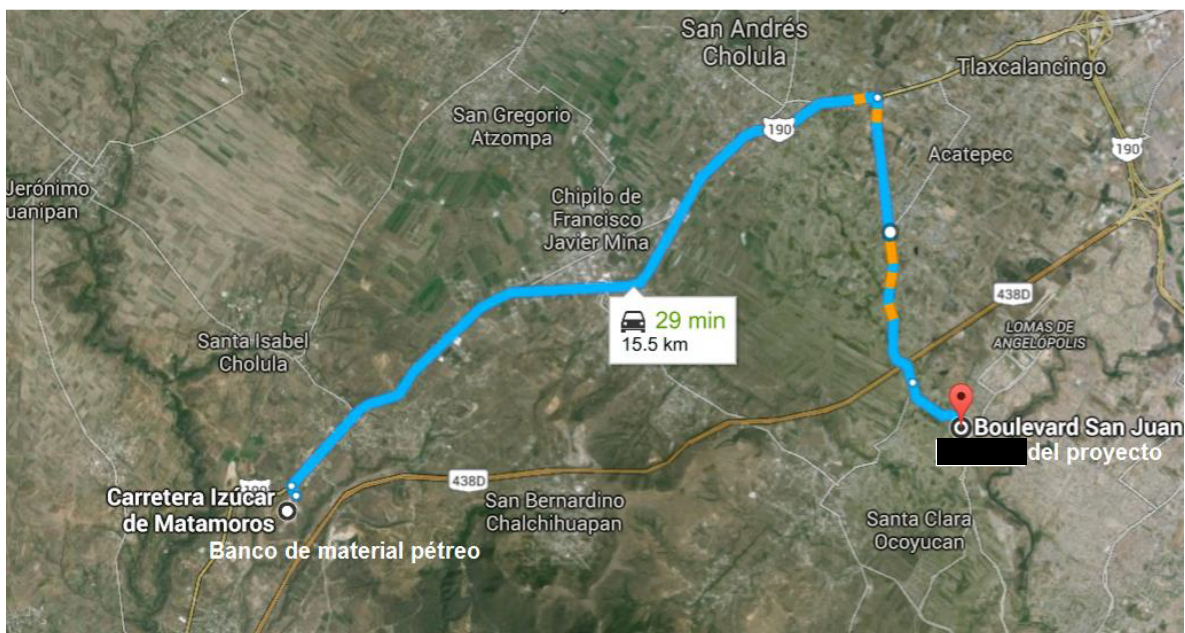 San Andrés
Cholula
Tlaxcalancingo
San Gregorio
Atzompa
190
190
Acatepec
Jerónimo
uanipan
Chipilo de
Francisco
Javier Mina
438D
29 min
15.5 km
LOMAS DE
ANGELÓPOLIS
Santa Isabel
Cholula
Boulevard San Juan
del proyecto
438D
190
Carretera Izúcar
de Matamoros
San Bernardino
Chalchihuapan
Santa Clara
Ocoyucan
Banco de material pétreo